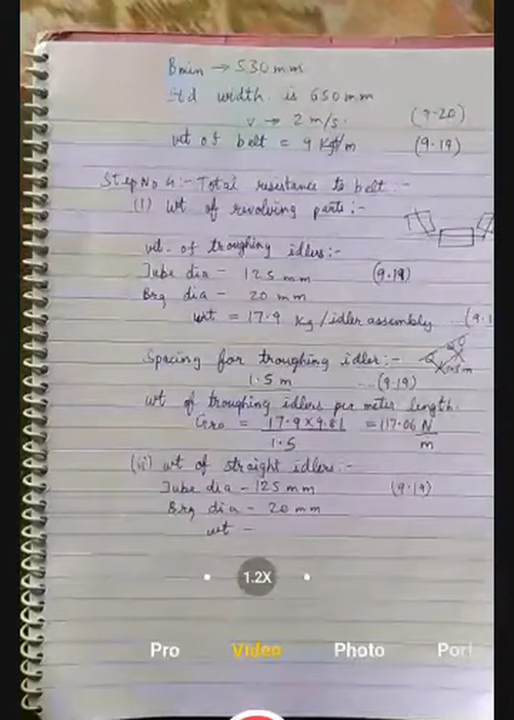 Bmin → 530 mm
Std width is 650 mm
v → 2 m/s. (9.20)
wt of belt = 9 Kgf/m (9.19)
Step No 4:- Total resistance to belt:-
(1) wt of revolving parts:-
wt. of troughing idlers:-
Tube dia - 125 mm (9.19)
Brg dia - 20 mm
wt = 17.9 Kg/idler assembly (9.1
Spacing for troughing idler:-
1.5 m (9.19)
wt of troughing idlers per meter length.
Gro = 17.9 x 9.81 / 1.5 = 117.06 N/m
(ii) wt of straight idlers:-
Tube dia - 125 mm (9.19)
Brg dia - 20 mm
wt -
1.2X
Pro Video Photo Port